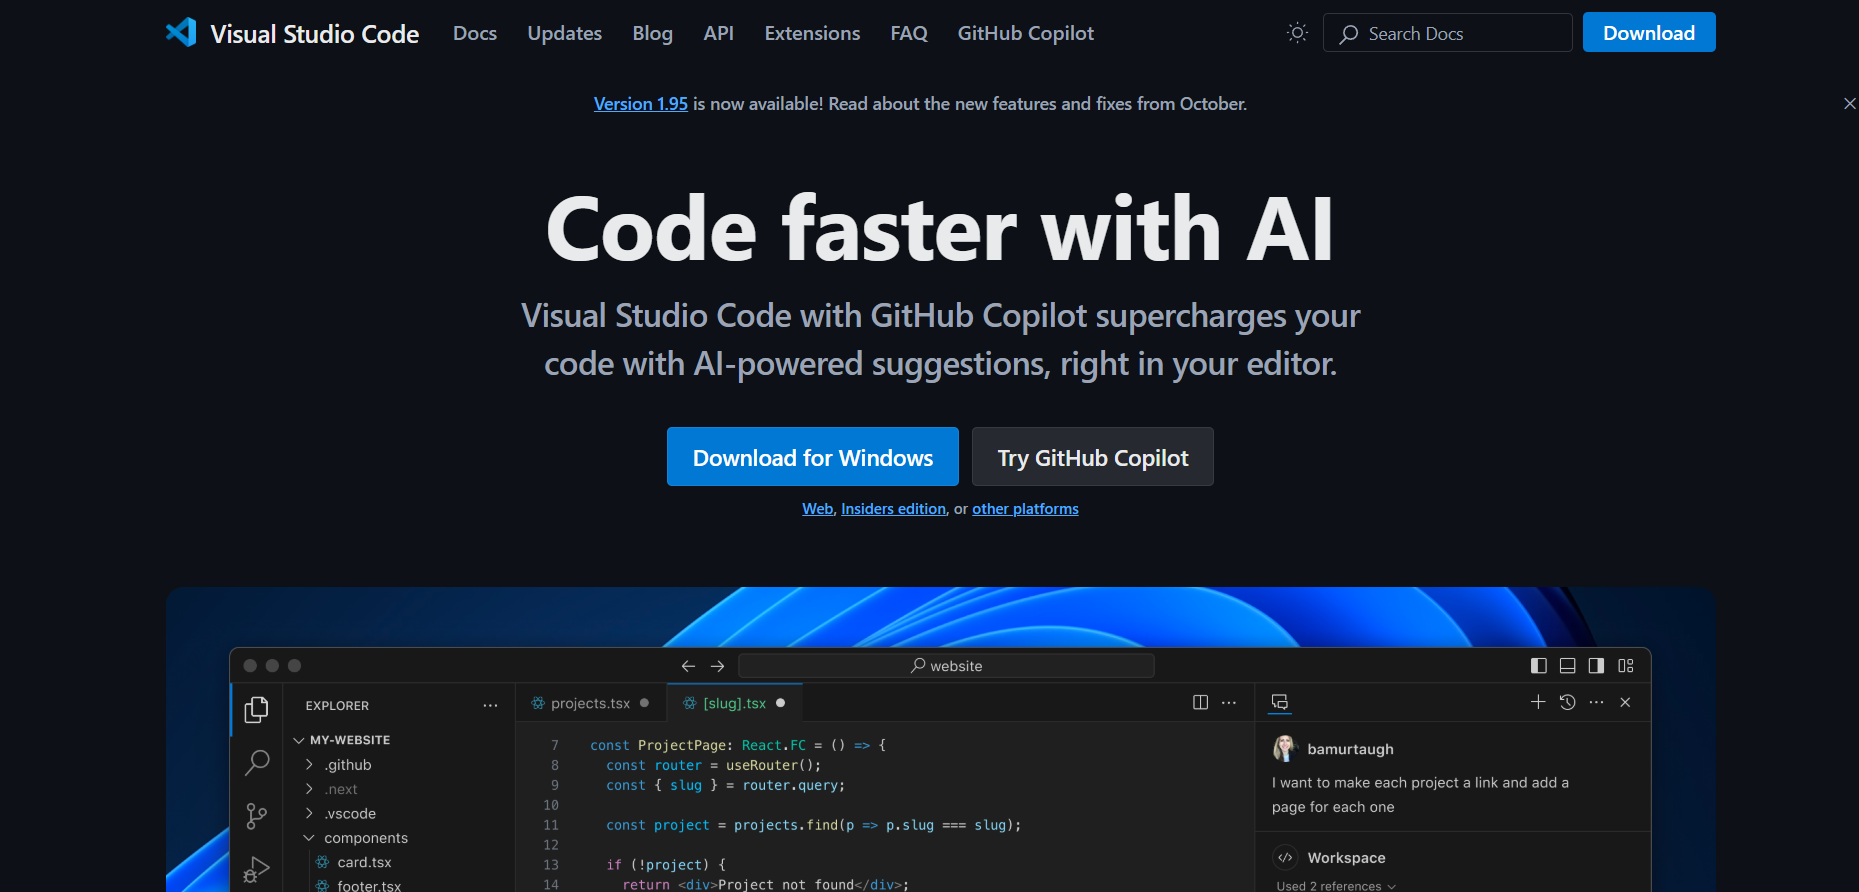 Visual Studio Code Docs Updates Blog API Extensions FAQ GitHub Copilot Search Docs Download
Version 1.95 is now available! Read about the new features and fixes from October.
Code faster with AI
Visual Studio Code with GitHub Copilot supercharges your
code with AI-powered suggestions, right in your editor.
Download for Windows Try GitHub Copilot
Web, Insiders edition, or other platforms
website
EXPLORER
MY-WEBSITE
.github
.next
.vscode
components
card.tsx
footer.tsx
projects.tsx [slug].tsx
7 const ProjectPage: React.FC = () => {
8 const router = useRouter();
9 const { slug } = router.query;
10
11 const project = projects.find(p => p.slug === slug);
12
13 if (!project) {
14 return <div>Project not found</div>;
bamurtaugh
I want to make each project a link and add a
page for each one
Workspace
Used 2 references